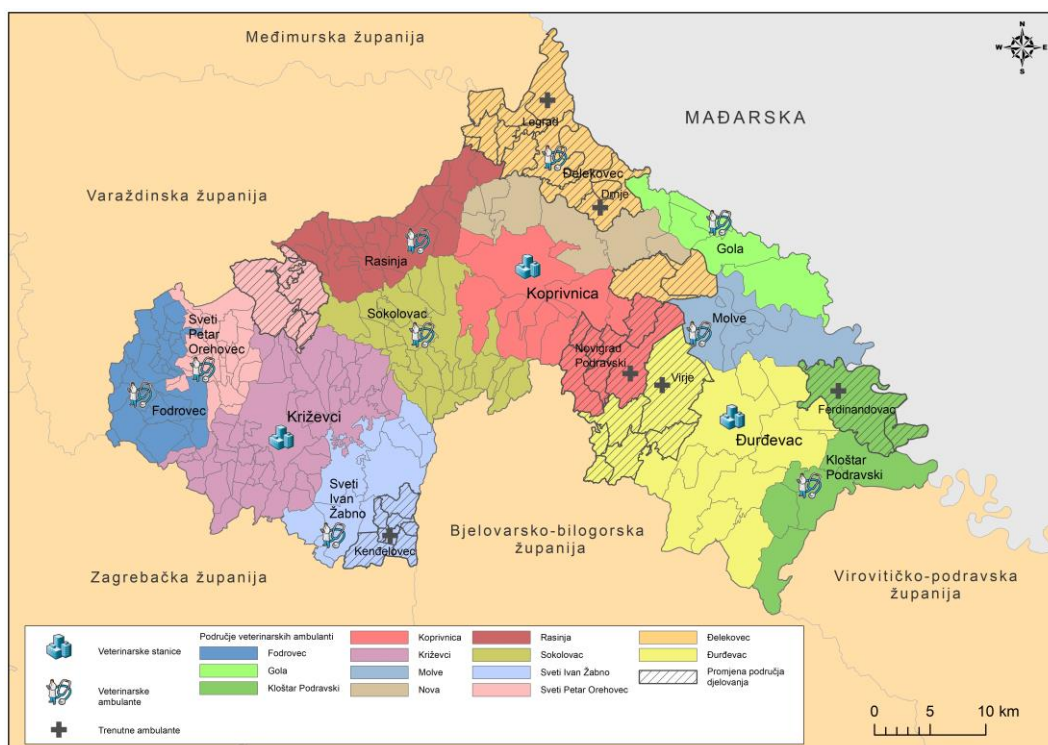 Međimurska županija
N
W E
S
MAĐARSKA
Legrad
Đelekovec
Drnje
Varaždinska županija
Gola
Rasinja
Koprivnica
Sokolovac
Molve
Sveti
Petar
Orehovec
Novigrad
Podravski
Virje
Fodrovec
Ferdinandovac
Križevci
Đurđevac
Kloštar
Podravski
Sveti
Ivan
Žabno
Kenđelovec
Bjelovarsko-bilogorska
županija
Zagrebačka županija
Virovitičko-podravska
županija
Veterinarske stanice
Veterinarske
ambulante
Trenutne ambulante
Područje veterinarskih ambulanti
Fodrovec
Gola
Kloštar Podravski
Koprivnica
Križevci
Molve
Nova
Rasinja
Sokolovac
Sveti Ivan Žabno
Sveti Petar Orehovec
Đelekovec
Đurđevac
Promjena područja
djelovanja
0 5 10 km